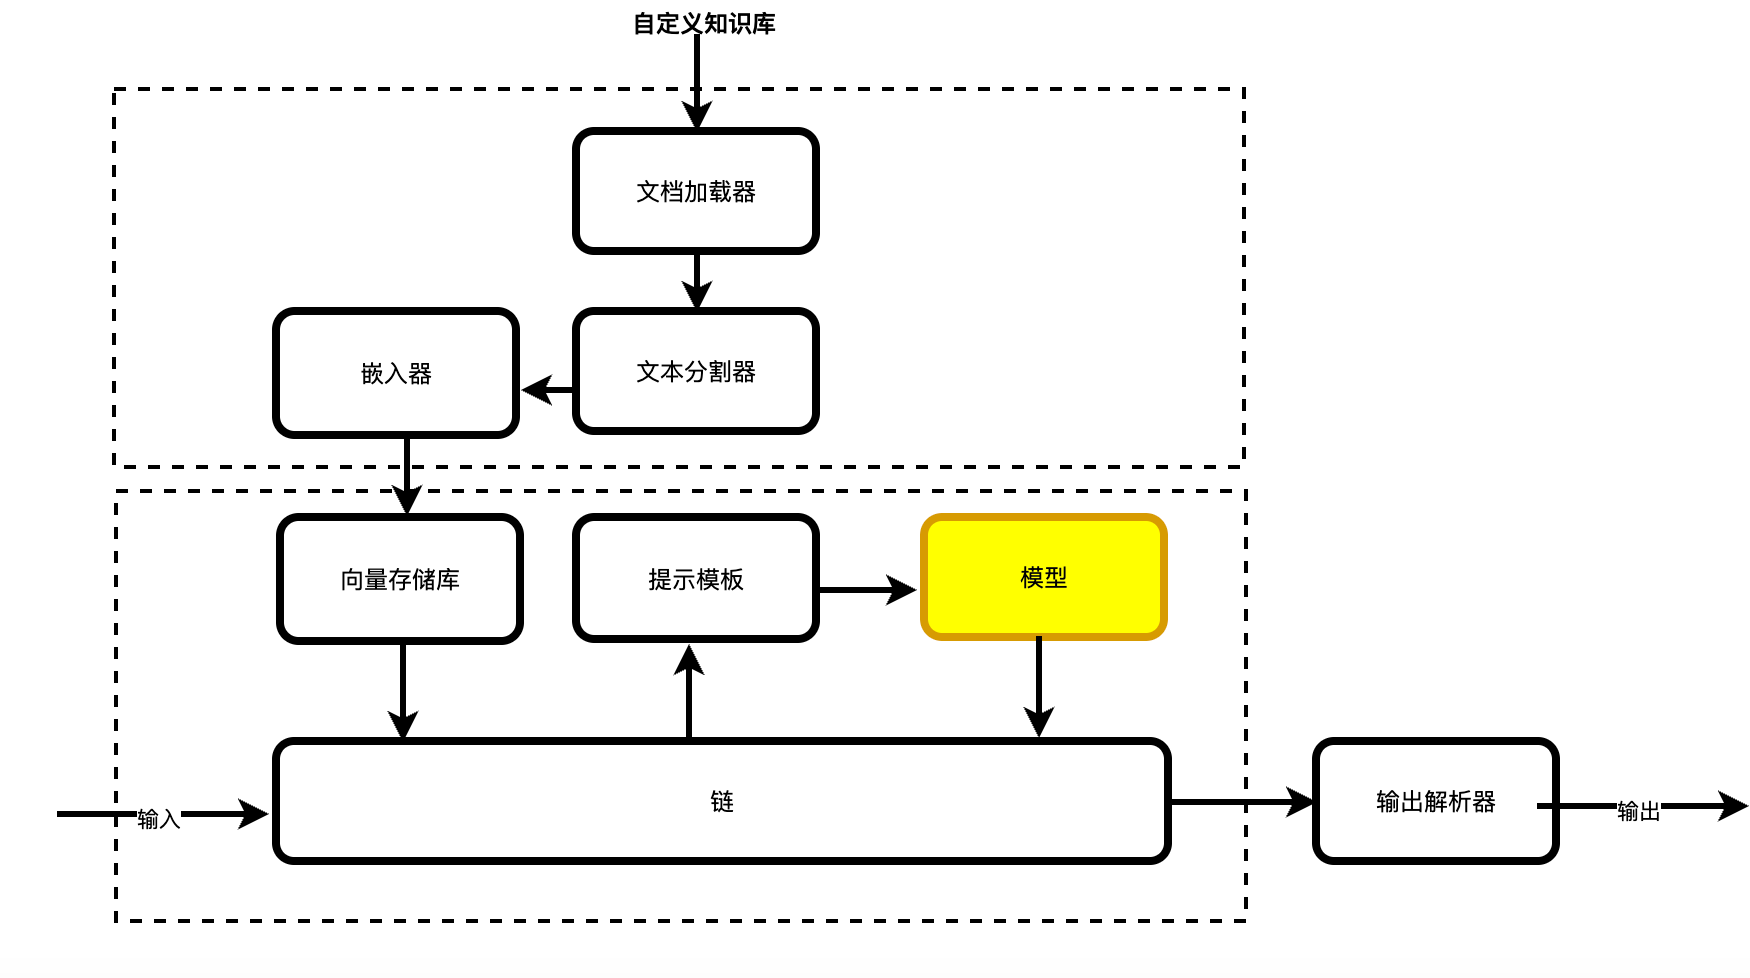 自定义知识库
文档加载器
嵌入器
文本分割器
向量存储库
提示模板
模型
输入
链
输出解析器
输出